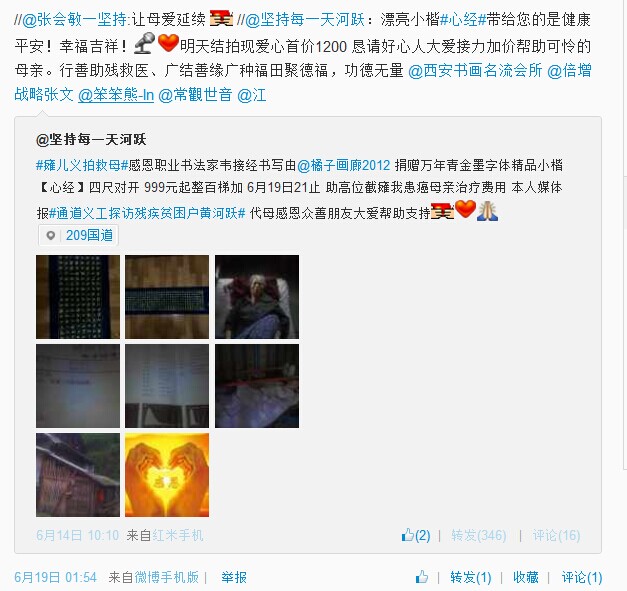 //@张会敏一坚持:让母爱延续 //@坚持每一天河跃：漂亮小楷#心经#带给您的是健康
平安！幸福吉祥！明天结拍现爱心首价1200 恳请好心人大爱接力加价帮助可怜的
母亲。行善助残救医、广结善缘广种福田聚德福，功德无量 @西安书画名流会所 @倍增
战略张文 @笨笨熊-In @常觀世音 @江
@坚持每一天河跃
#瘫儿义拍救母#感恩职业书法家韦接经书写由@橘子画廊2012 捐赠万年青金墨字体精品小楷
【心经】四尺对开 999元起整百梯加 6月19日21止 助高位截瘫我患癌母亲治疗费用 本人媒体
报#通道义工探访残疾贫困户黄河跃# 代母感恩众善朋友大爱帮助支持
209国道
感恩
6月14日 10:10 来自红米手机 (2) | 转发(346) | 评论(16)
6月19日 01:54 来自微博手机版 | 举报 | 转发(1) | 收藏 | 评论(1)